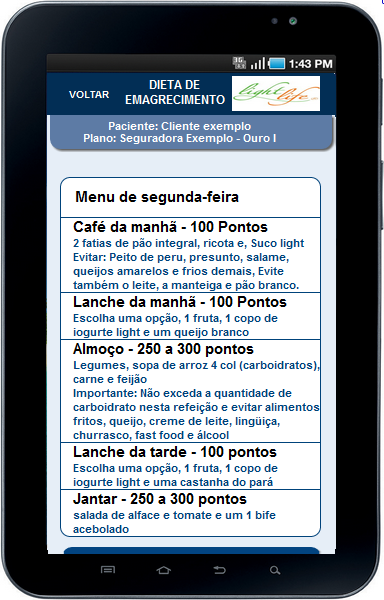 3G
1:43 PM
VOLTAR
DIETA DE
EMAGRECIMENTO
light
life
Paciente: Cliente exemplo
Plano: Seguradora Exemplo - Ouro I
Menu de segunda-feira
Café da manhã - 100 Pontos
2 fatias de pão integral, ricota e, Suco light
Evitar: Peito de peru, presunto, salame,
queijos amarelos e frios demais, Evite
também o leite, a manteiga e pão branco.
Lanche da manhã - 100 Pontos
Escolha uma opção, 1 fruta, 1 copo de
iogurte light e um queijo branco
Almoço - 250 a 300 pontos
Legumes, sopa de arroz 4 col (carboidratos),
carne e feijão
Importante: Não exceda a quantidade de
carboidrato nesta refeição e evitar alimentos
fritos, queijo, creme de leite, lingüiça,
churrasco, fast food e álcool
Lanche da tarde - 100 pontos
Escolha uma opção, 1 fruta, 1 copo de
iogurte light e uma castanha do pará
Jantar - 250 a 300 pontos
salada de alface e tomate e um 1 bife
acebolado